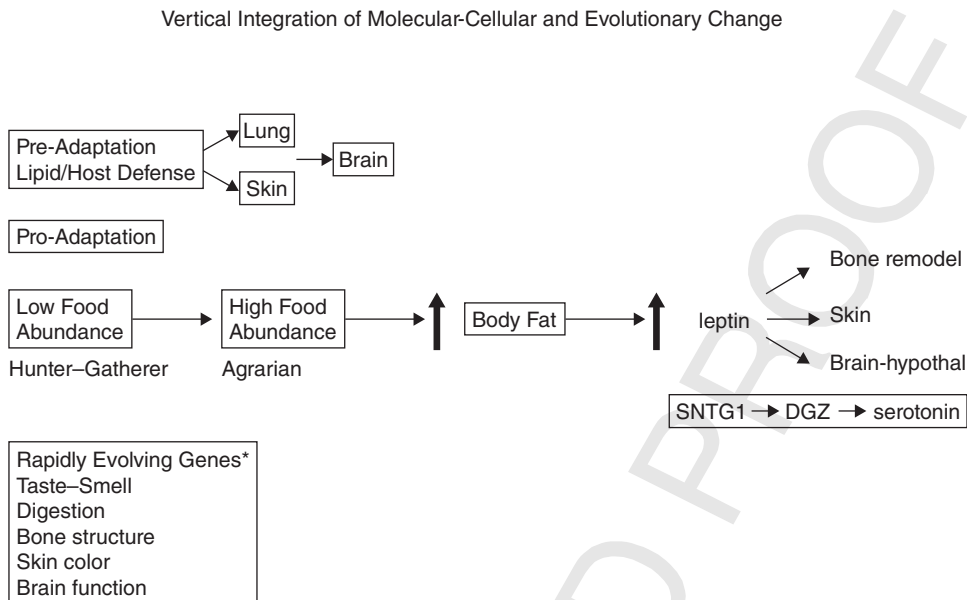 Vertical Integration of Molecular-Cellular and Evolutionary Change
Pre-Adaptation
Lipid/Host Defense
Lung
Skin
Brain
Pro-Adaptation
Low Food
Abundance
Hunter–Gatherer
High Food
Abundance
Agrarian
Body Fat
leptin
Bone remodel
Skin
Brain-hypothal
SNTG1 → DGZ → serotonin
Rapidly Evolving Genes*
Taste–Smell
Digestion
Bone structure
Skin color
Brain function
D PROOF